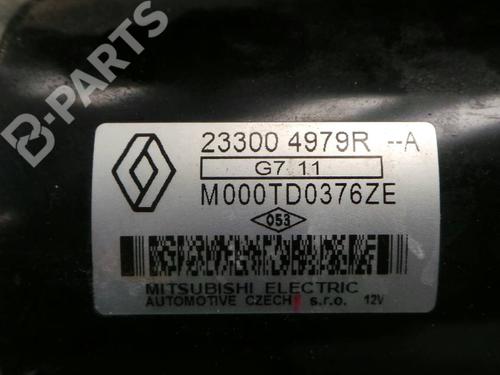 B-PARTS
23300 4979R --A
G7 11
M000TD0376ZE
053
MITSUBISHI ELECTRIC
AUTOMOTIVE CZECH s.r.o. 12V